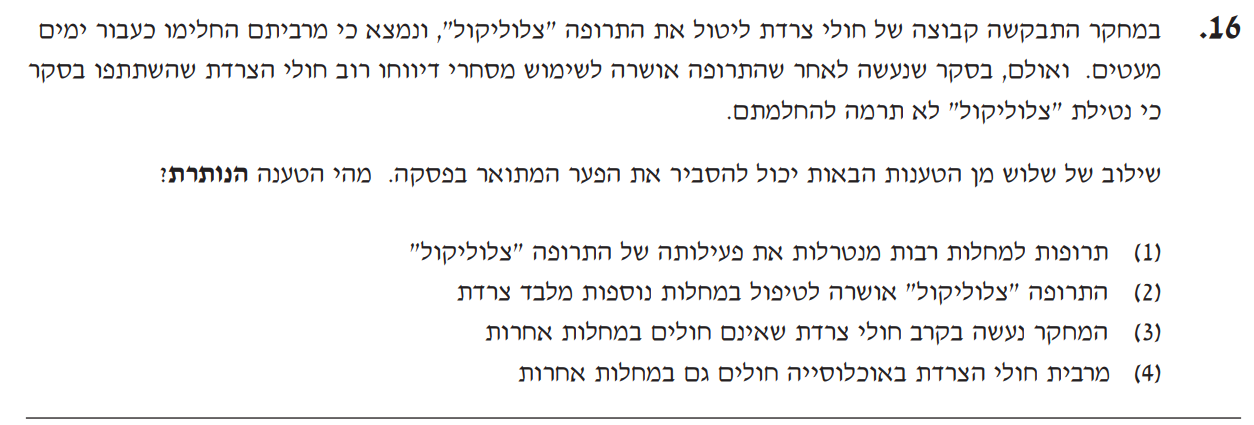 16. במחקר התבקשה קבוצה של חולי צרדת ליטול את התרופה "צלוליקול", ונמצא כי מרביתם החלימו כעבור ימים
מעטים. ואולם, בסקר שנעשה לאחר שהתרופה אושרה לשימוש מסחרי דיווחו רוב חולי הצרדת שהשתתפו בסקר
כי נטילת "צלוליקול" לא תרמה להחלמתם.
שילוב של שלוש מן הטענות הבאות יכול להסביר את הפער המתואר בפסקה. מהי הטענה הנותרת?
(1) תרופות למחלות רבות מנטרלות את פעילותה של התרופה "צלוליקול"
(2) התרופה "צלוליקול" אושרה לטיפול במחלות נוספות מלבד צרדת
(3) המחקר נעשה בקרב חולי צרדת שאינם חולים במחלות אחרות
(4) מרבית חולי הצרדת באוכלוסייה חולים גם במחלות אחרות